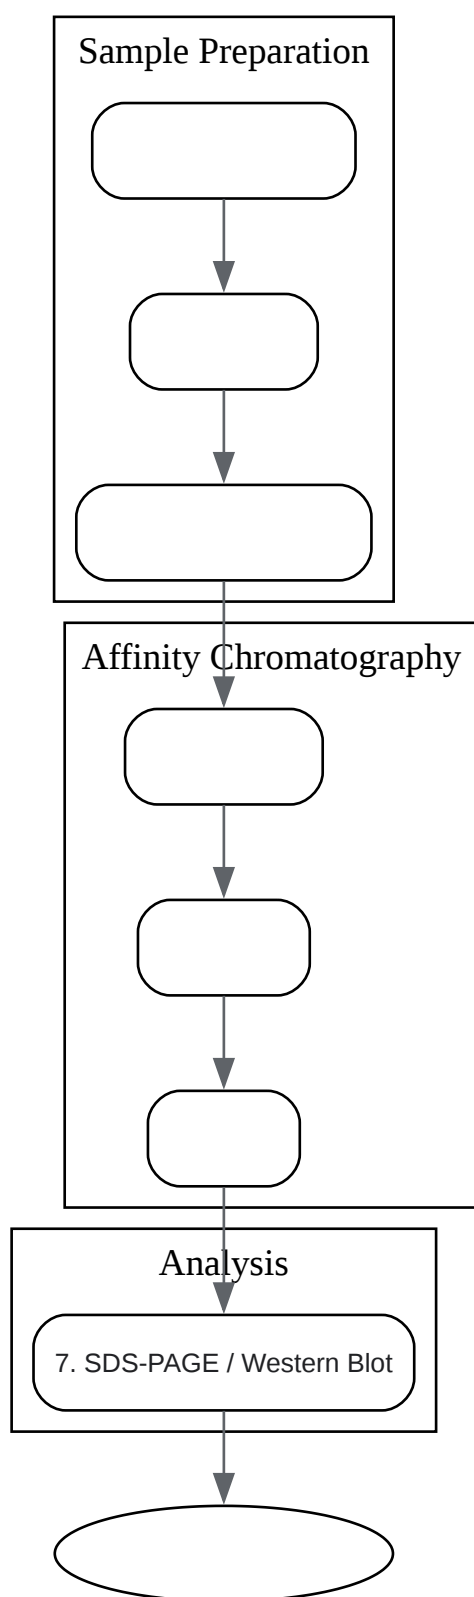 Sample Preparation
Affinity Chromatography
Analysis
7. SDS-PAGE / Western Blot